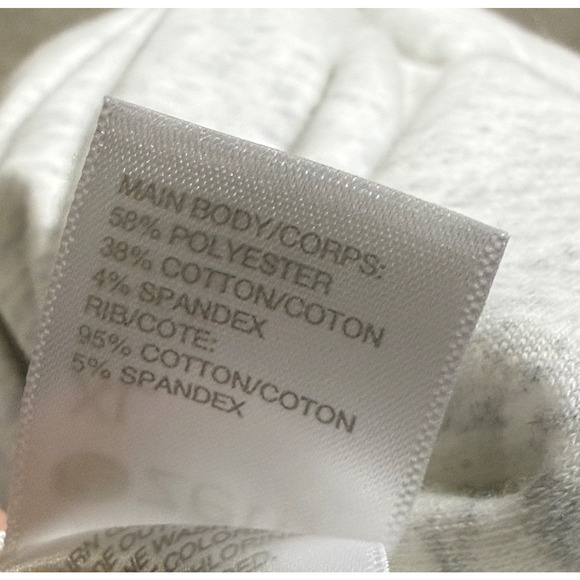 MAIN BODY/CORPS:
58% POLYESTER
38% COTTON/COTON
4% SPANDEX
RIB/COTE:
95% COTTON/COTON
5% SPANDEX